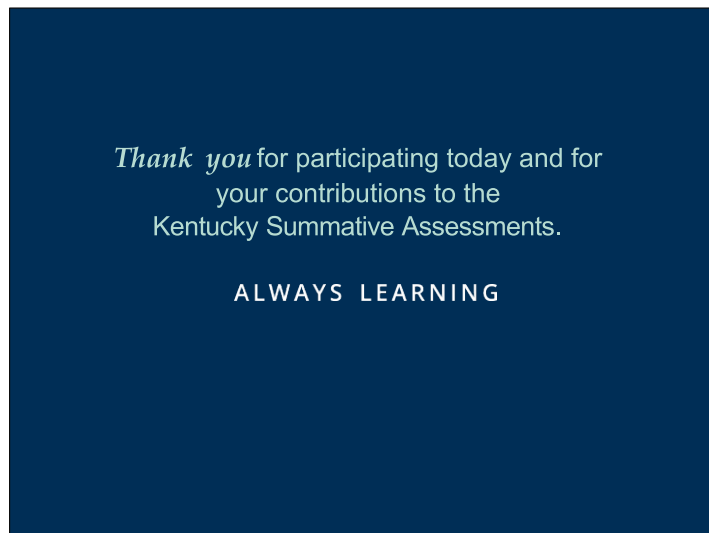 Thank you for participating today and for
your contributions to the
Kentucky Summative Assessments.
ALWAYS LEARNING